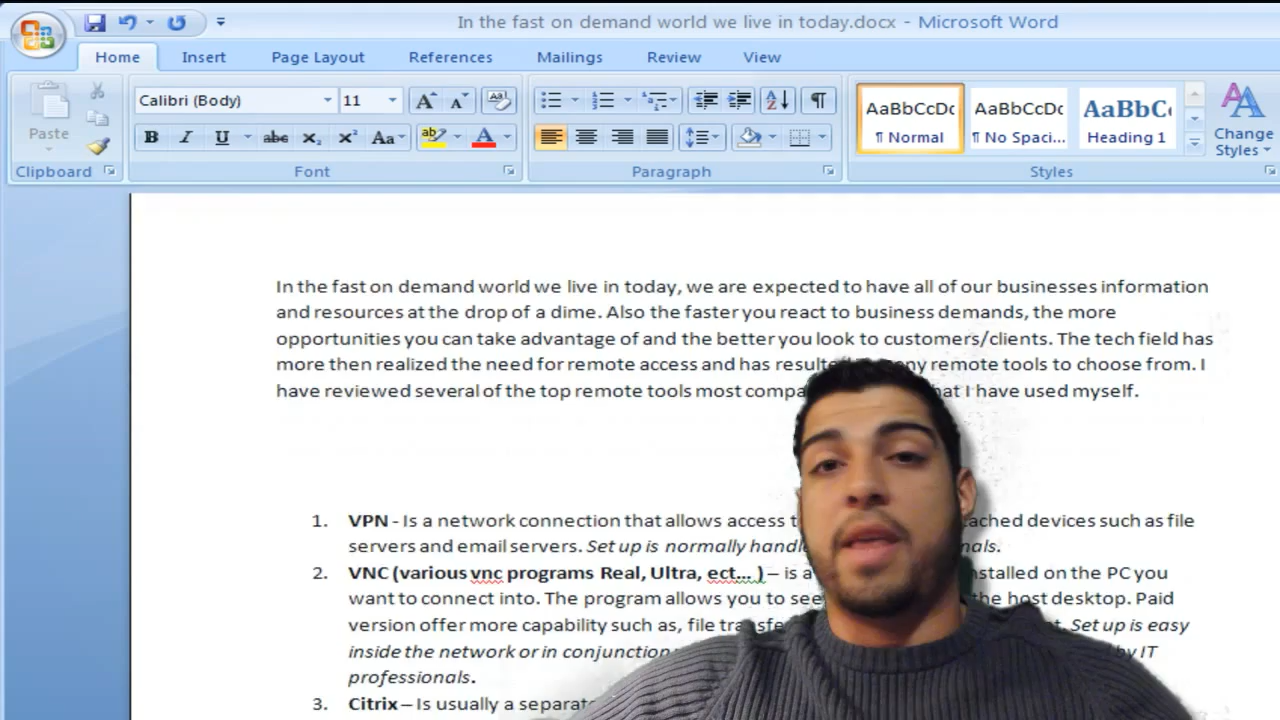 In the fast on demand world we live in today.docx - Microsoft Word
Home Insert Page Layout References Mailings Review View
Calibri (Body) 11 AaBbCcDc AaBbCcDc AaBbC
Paste B I U abc x₂ x² Aa ab A A Z ¶ ¶ Normal ¶ No Spaci... Heading 1 Change Styles
Clipboard Font Paragraph Styles
In the fast on demand world we live in today, we are expected to have all of our businesses information
and resources at the drop of a dime. Also the faster you react to business demands, the more
opportunities you can take advantage of and the better you look to customers/clients. The tech field has
more then realized the need for remote access and has remote tools to choose from. I
have reviewed several of the top remote tools most I have used myself.
1. VPN - Is a network connection that allows access devices such as file
servers and email servers. Set up is normally
2. VNC (various vnc programs Real, Ultra, ect... ) – is a installed on the PC you
want to connect into. The program allows you to see the host desktop. Paid
version offer more capability such as, file Set up is easy
inside the network or in conjunction by IT
professionals.
3. Citrix – Is usually a